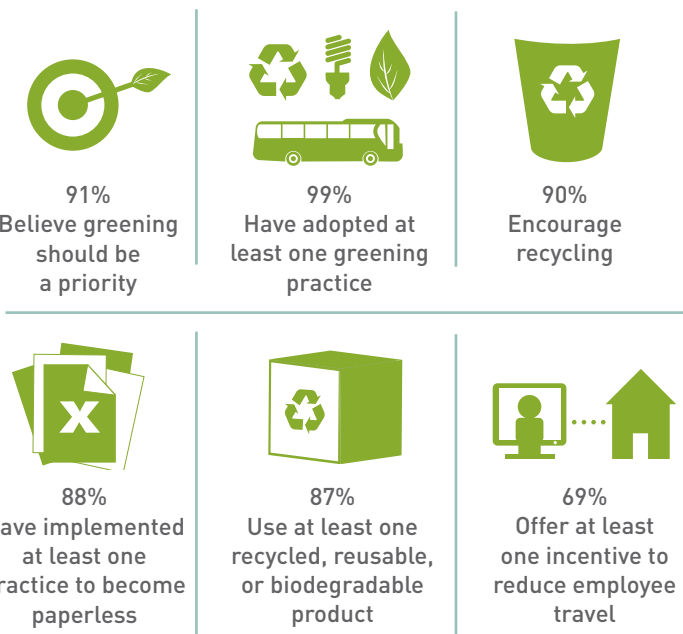 91%
Believe greening
should be
a priority
99%
Have adopted at
least one greening
practice
90%
Encourage
recycling
X
88%
ave implemented
at least one
ractice to become
paperless
87%
Use at least one
recycled, reusable,
or biodegradable
product
69%
Offer at least
one incentive to
reduce employee
travel